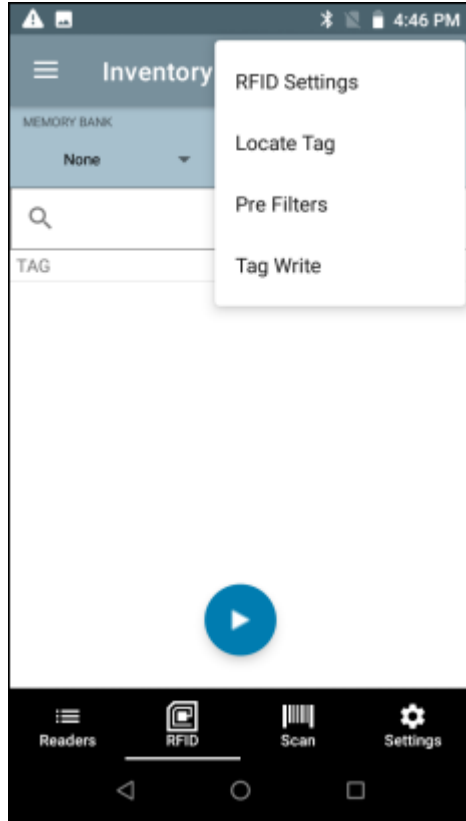 4:46 PM
Inventory
RFID Settings
Locate Tag
Pre Filters
Tag Write
MEMORY BANK
None
TAG
Readers
RFID
Scan
Settings